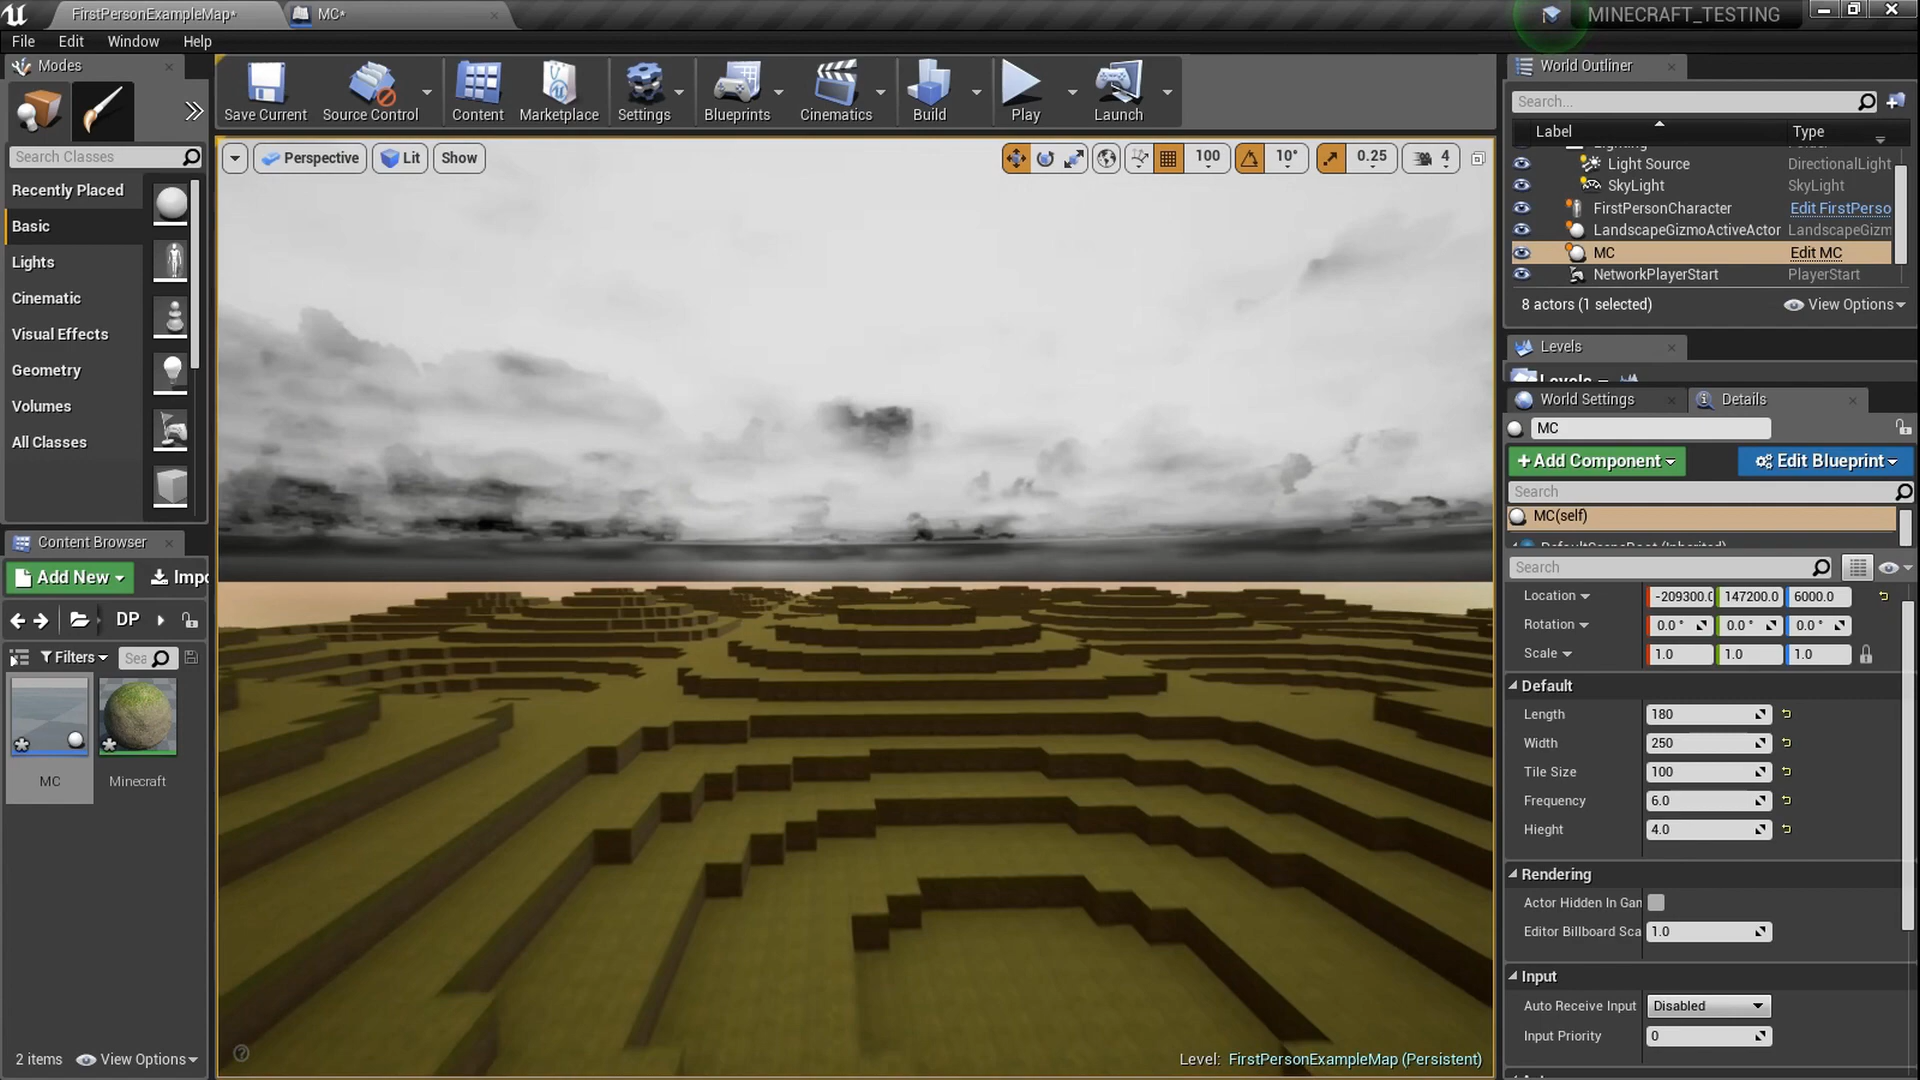 FirstPersonExampleMap*
MC*
MINECRAFT_TESTING
File Edit Window Help
Modes
Search Classes
Recently Placed
Basic
Lights
Cinematic
Visual Effects
Geometry
Volumes
All Classes
Content Browser
Add New
Impo
DP
Filters
Sea
MC
Minecraft
2 items
View Options
Save Current
Source Control
Content
Marketplace
Settings
Blueprints
Cinematics
Build
Play
Launch
Perspective
Lit
Show
100
10°
0.25
4
Level: FirstPersonExampleMap (Persistent)
World Outliner
Search...
Label Type
Light Source DirectionalLight
SkyLight SkyLight
FirstPersonCharacter Edit FirstPerso
LandscapeGizmoActiveActor LandscapeGizm
MC Edit MC
NetworkPlayerStart PlayerStart
8 actors (1 selected)
View Options
Levels
Levels
World Settings
Details
MC
+Add Component
Edit Blueprint
Search
MC(self)
Search
Location -209300.0 147200.0 6000.0
Rotation 0.0 ° 0.0 ° 0.0 °
Scale 1.0 1.0 1.0
Default
Length 180
Width 250
Tile Size 100
Frequency 6.0
Hieght 4.0
Rendering
Actor Hidden In Gan
Editor Billboard Sca 1.0
Input
Auto Receive Input Disabled
Input Priority 0